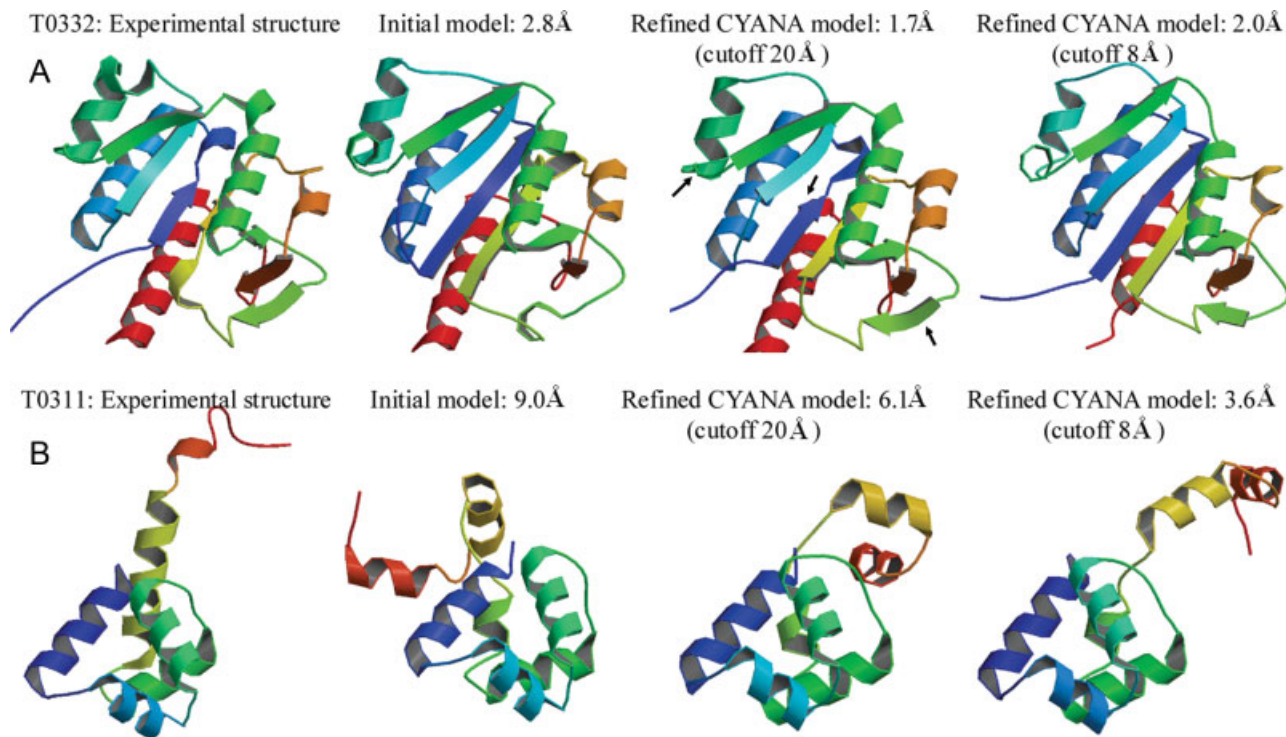 T0332: Experimental structure
Initial model: 2.8Å
Refined CYANA model: 1.7Å
(cutoff 20Å )
Refined CYANA model: 2.0Å
(cutoff 8Å )
A
T0311: Experimental structure
Initial model: 9.0Å
Refined CYANA model: 6.1Å
(cutoff 20Å )
Refined CYANA model: 3.6Å
(cutoff 8Å )
B